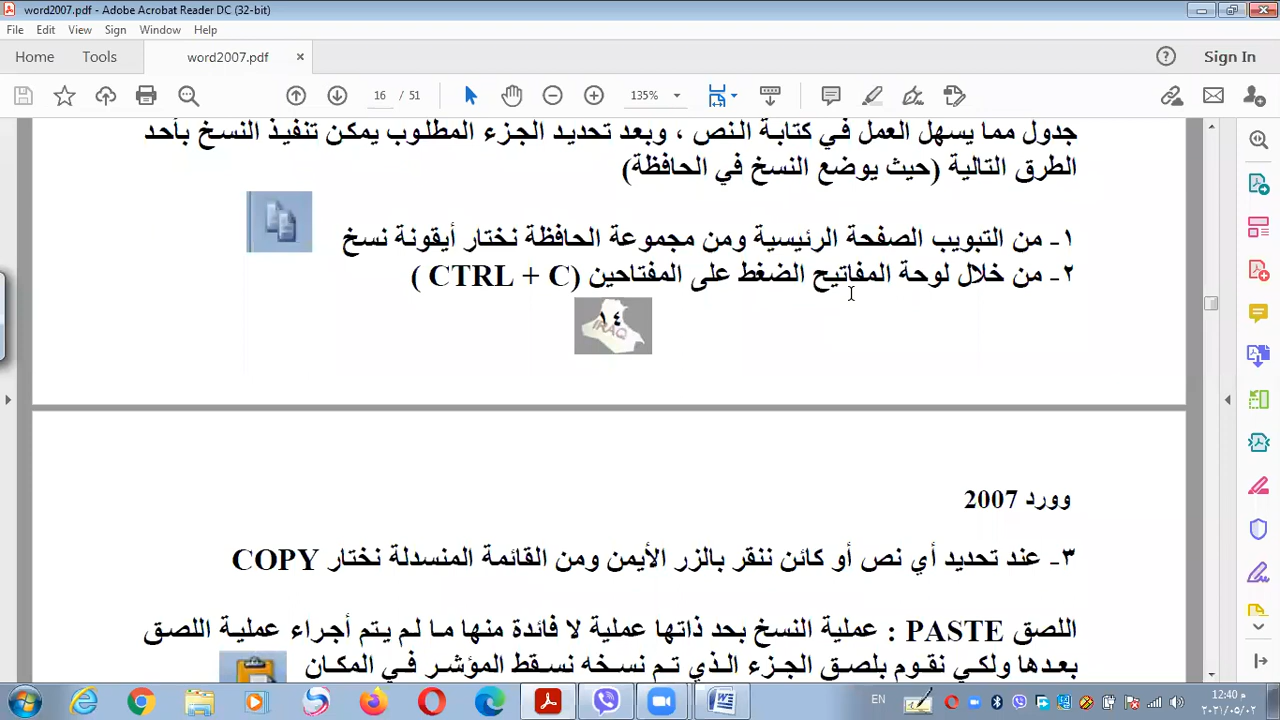 word2007.pdf - Adobe Acrobat Reader DC (32-bit)
File Edit View Sign Window Help
Home Tools word2007.pdf × Sign In
16 / 51 135%
جدول مما يسهل العمل في كتابة النص ، وبعد تحديد الجزء المطلوب يمكن تنفيذ النسخ بأحد
الطرق التالية (حيث يوضع النسخ في الحافظة)
١- من التبويب الصفحة الرئيسية ومن مجموعة الحافظة نختار أيقونة نسخ
٢- من خلال لوحة المفاتيح الضغط على المفتاحين (CTRL + C )
١٤
IRAQ
وورد 2007
٣- عند تحديد أي نص أو كائن ننقر بالزر الأيمن ومن القائمة المنسدلة نختار COPY
اللصق PASTE : عملية النسخ بحد ذاتها عملية لا فائدة منها ما لم يتم أجراء عملية اللصق
بعدها ولكي نقوم بلصق الجزء الذي تم نسخه نسقط المؤشر في المكان
EN
12:40 م
٢٠٢١/٠٥/٠٢